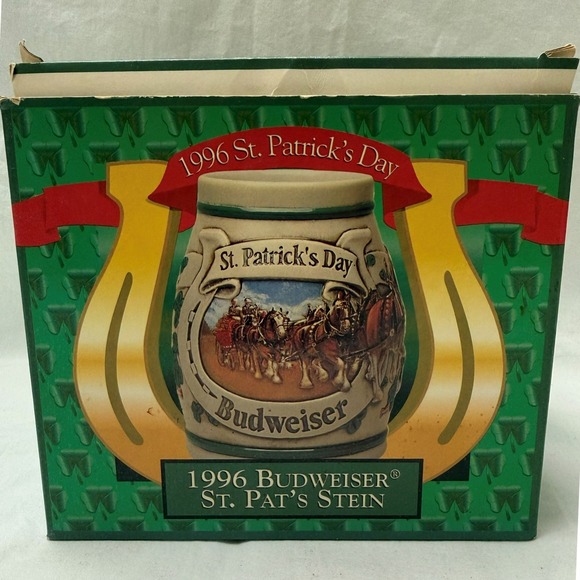 1996 St. Patrick's Day
St. Patrick's Day
Budweiser
1996 BUDWEISER®
ST. PAT'S STEIN